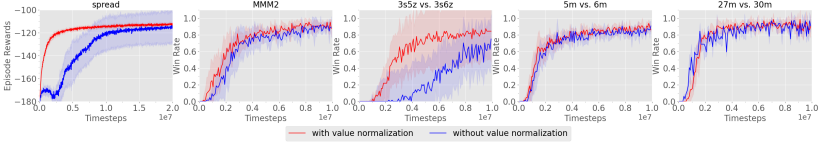 spread
MMM2
3s5z vs. 3s6z
5m vs. 6m
27m vs. 30m
Episode Rewards
−100
−120
−140
−160
−180
0.0 0.5 1.0 1.5 2.0
Timesteps
1e7
Win Rate
1.0
0.8
0.6
0.4
0.2
0.0
0.0 0.2 0.4 0.6 0.8 1.0
Timesteps
1e7
Win Rate
1.0
0.8
0.6
0.4
0.2
0.0
0.0 0.2 0.4 0.6 0.8 1.0
Timesteps
1e7
Win Rate
1.0
0.8
0.6
0.4
0.2
0.0
0.0 0.2 0.4 0.6 0.8 1.0
Timesteps
1e7
Win Rate
1.0
0.8
0.6
0.4
0.2
0.0
0.0 0.2 0.4 0.6 0.8 1.0
Timesteps
1e7
with value normalization
without value normalization